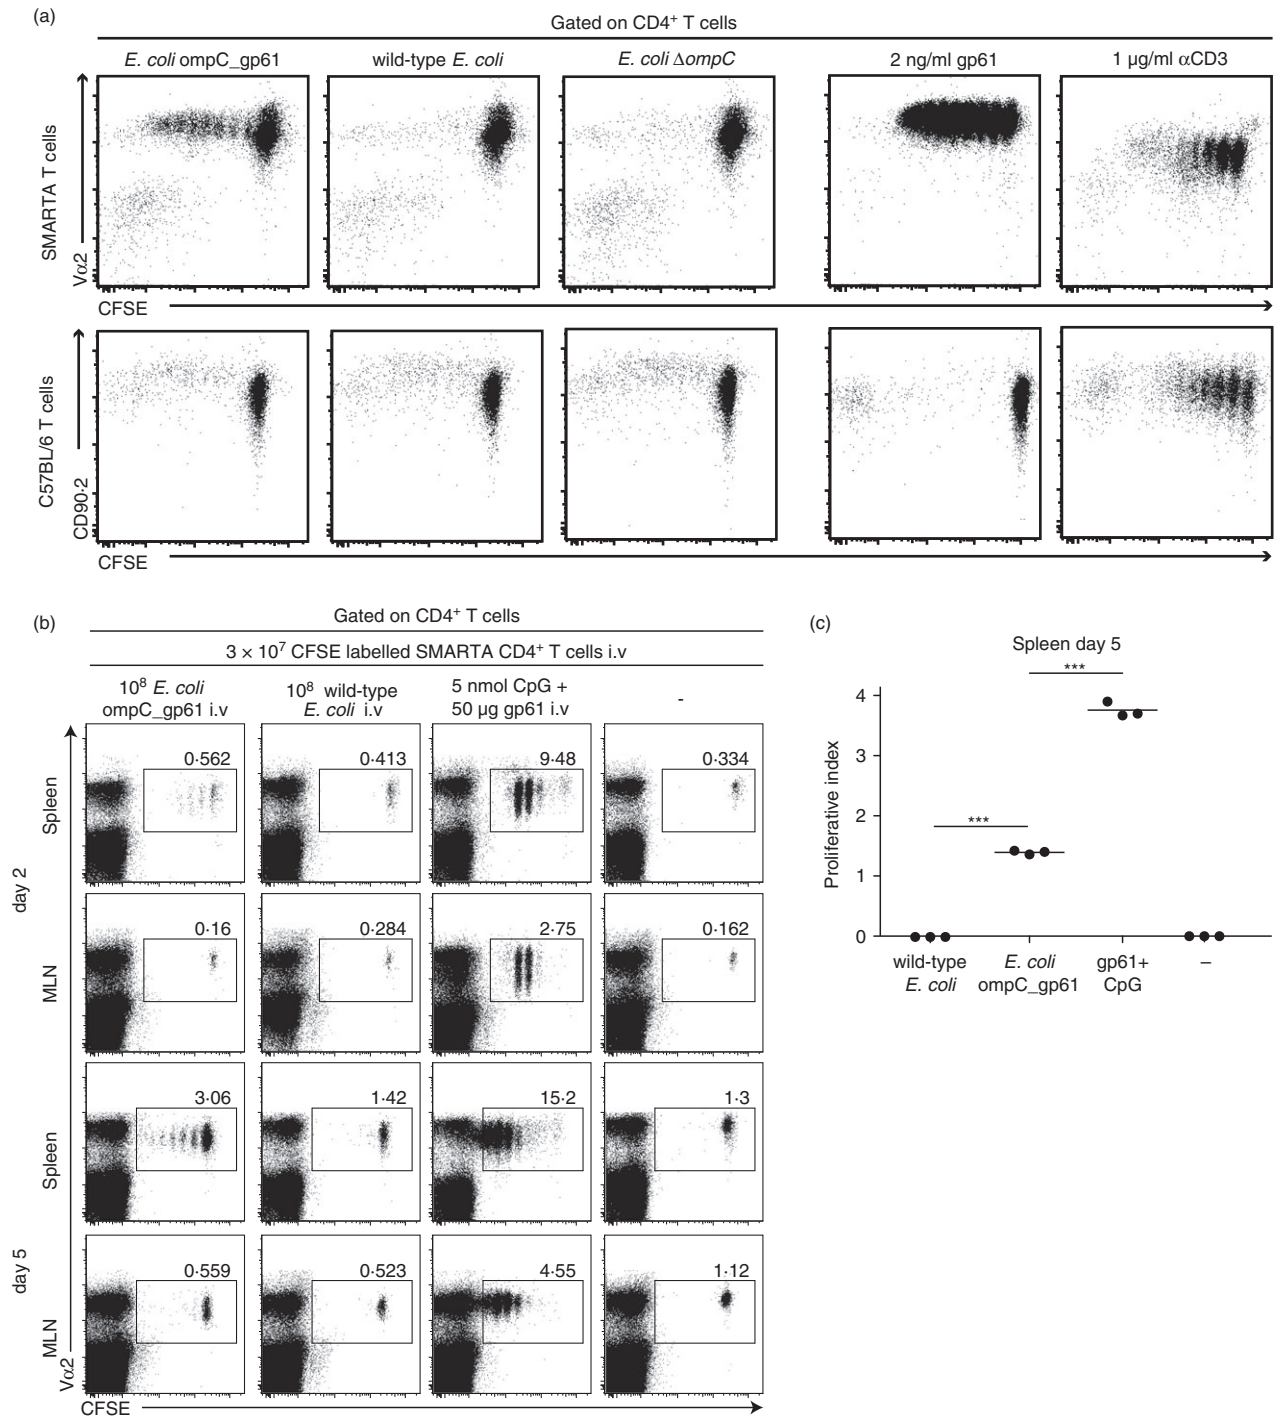 (a)
Gated on CD4+ T cells
E. coli ompC_gp61 wild-type E. coli E. coli ΔompC 2 ng/ml gp61 1 µg/ml αCD3
SMARTA T cells
Vα2
CFSE
C57BL/6 T cells
CD90·2
CFSE
(b)
Gated on CD4+ T cells
3 × 10⁷ CFSE labelled SMARTA CD4+ T cells i.v
10⁸ E. coli
ompC_gp61 i.v
10⁸ wild-type
E. coli i.v
5 nmol CpG +
50 µg gp61 i.v
-
day 2
Spleen
0·562 0·413 9·48 0·334
MLN
0·16 0·284 2·75 0·162
day 5
Spleen
3·06 1·42 15·2 1·3
MLN
0·559 0·523 4·55 1·12
Vα2
CFSE
(c)
Spleen day 5
***
***
Proliferative index
4
3
2
1
0
wild-type
E. coli
E. coli
ompC_gp61
gp61+
CpG
–